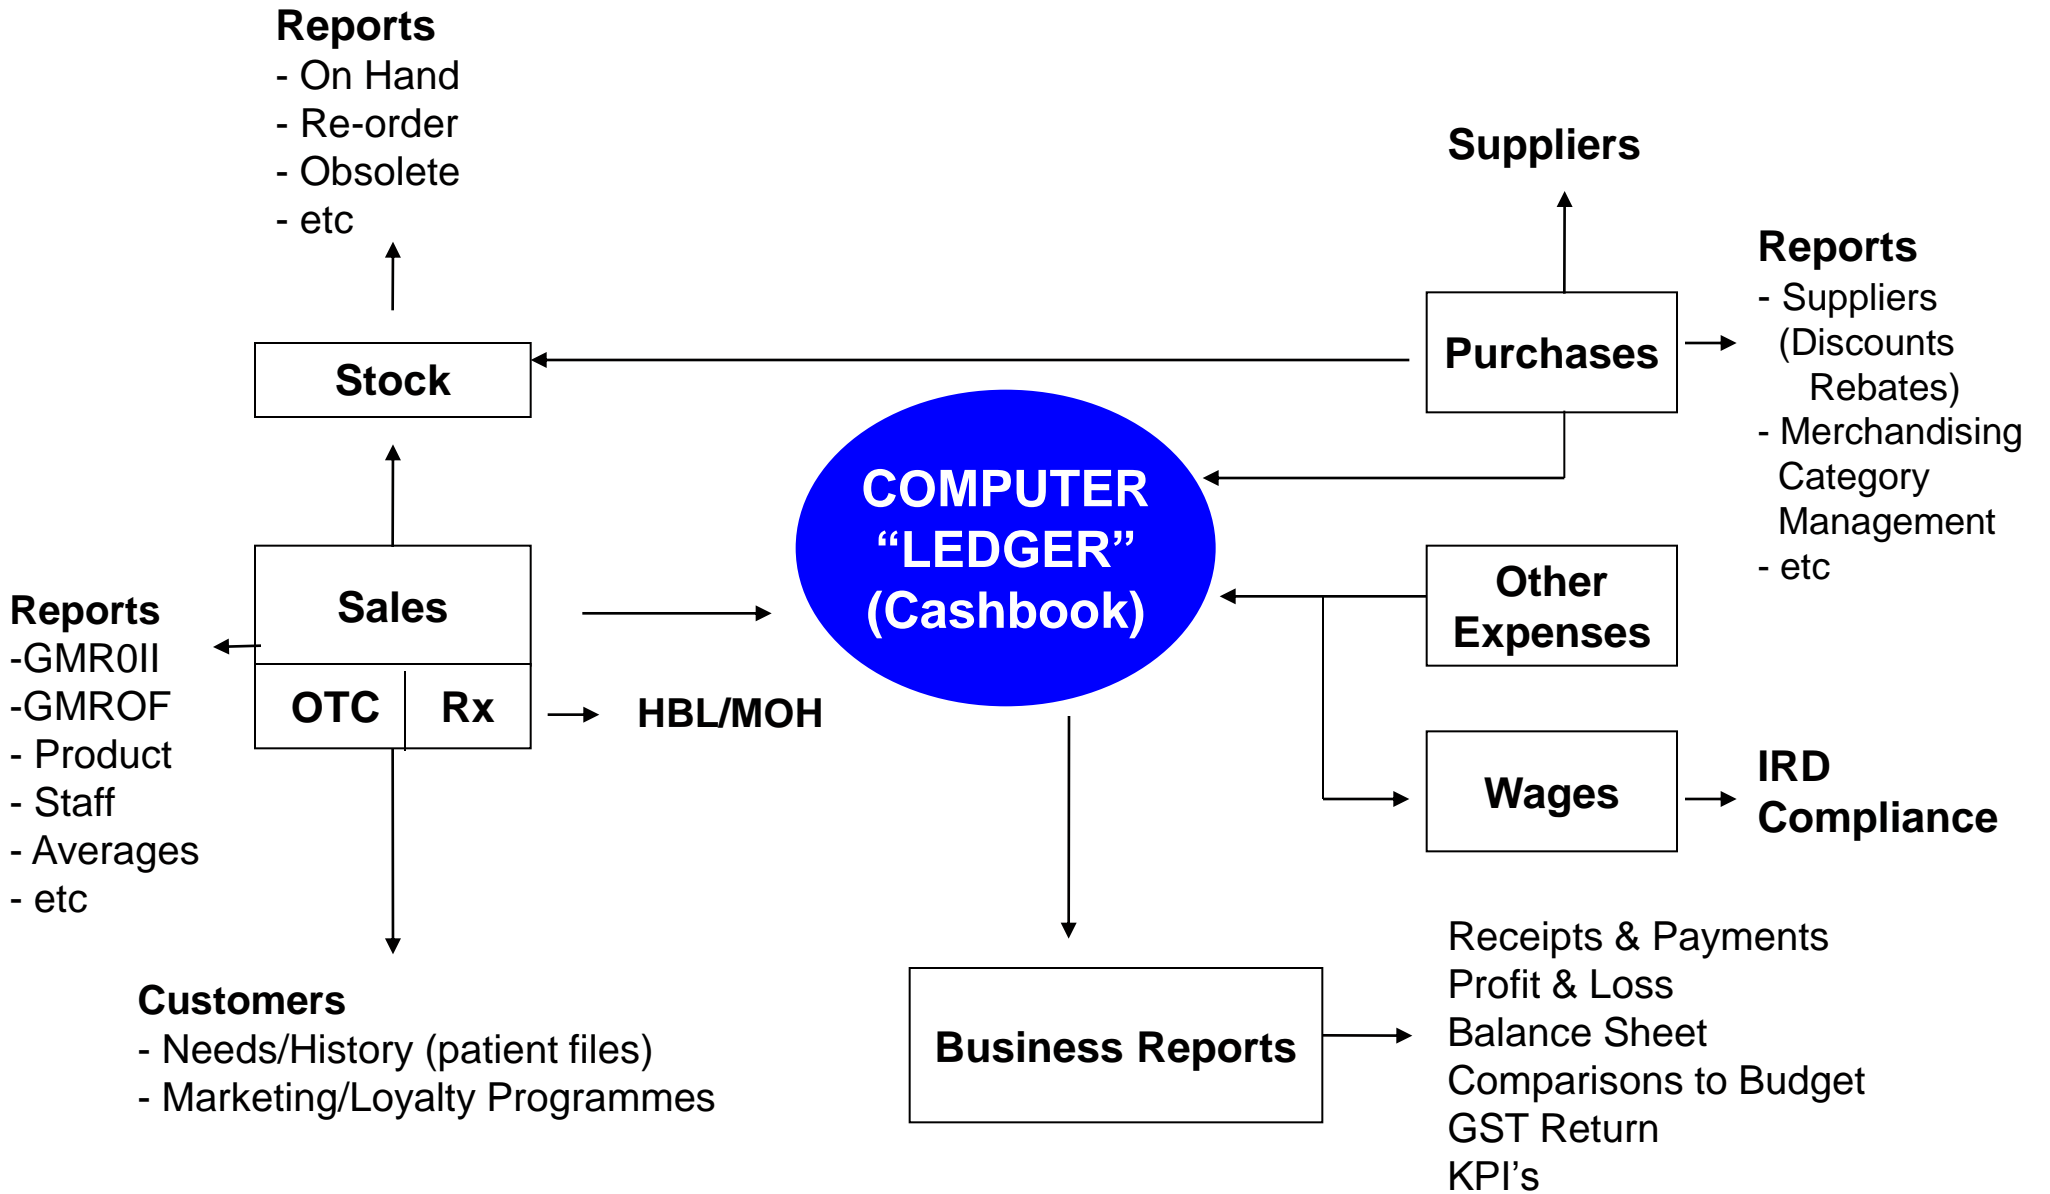 Reports
- On Hand
- Re-order
- Obsolete
- etc
Suppliers
Reports
- Suppliers
(Discounts
Rebates)
- Merchandising
Category
Management
- etc
Purchases
Stock
COMPUTER
“LEDGER”
(Cashbook)
Other
Expenses
Sales
OTC
Rx
HBL/MOH
Reports
-GMR0II
-GMROF
- Product
- Staff
- Averages
- etc
Wages
IRD
Compliance
Customers
- Needs/History (patient files)
- Marketing/Loyalty Programmes
Business Reports
Receipts & Payments
Profit & Loss
Balance Sheet
Comparisons to Budget
GST Return
KPI’s